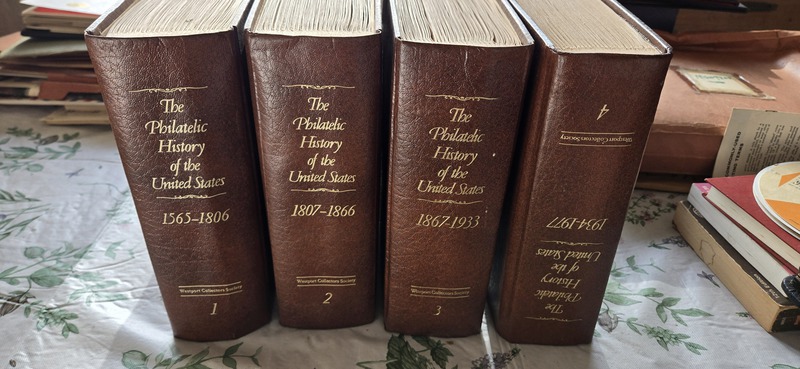 The
Philatelic
History
of the
United States
1565-1806
Westport Collectors Society
1
The
Philatelic
History
of the
United States
1807-1866
Westport Collectors Society
2
The
Philatelic
History
of the
United States
1867-1933
Westport Collectors Society
3
The
Philatelic
History
of the
United States
1934-1977
Westport Collectors Society
4